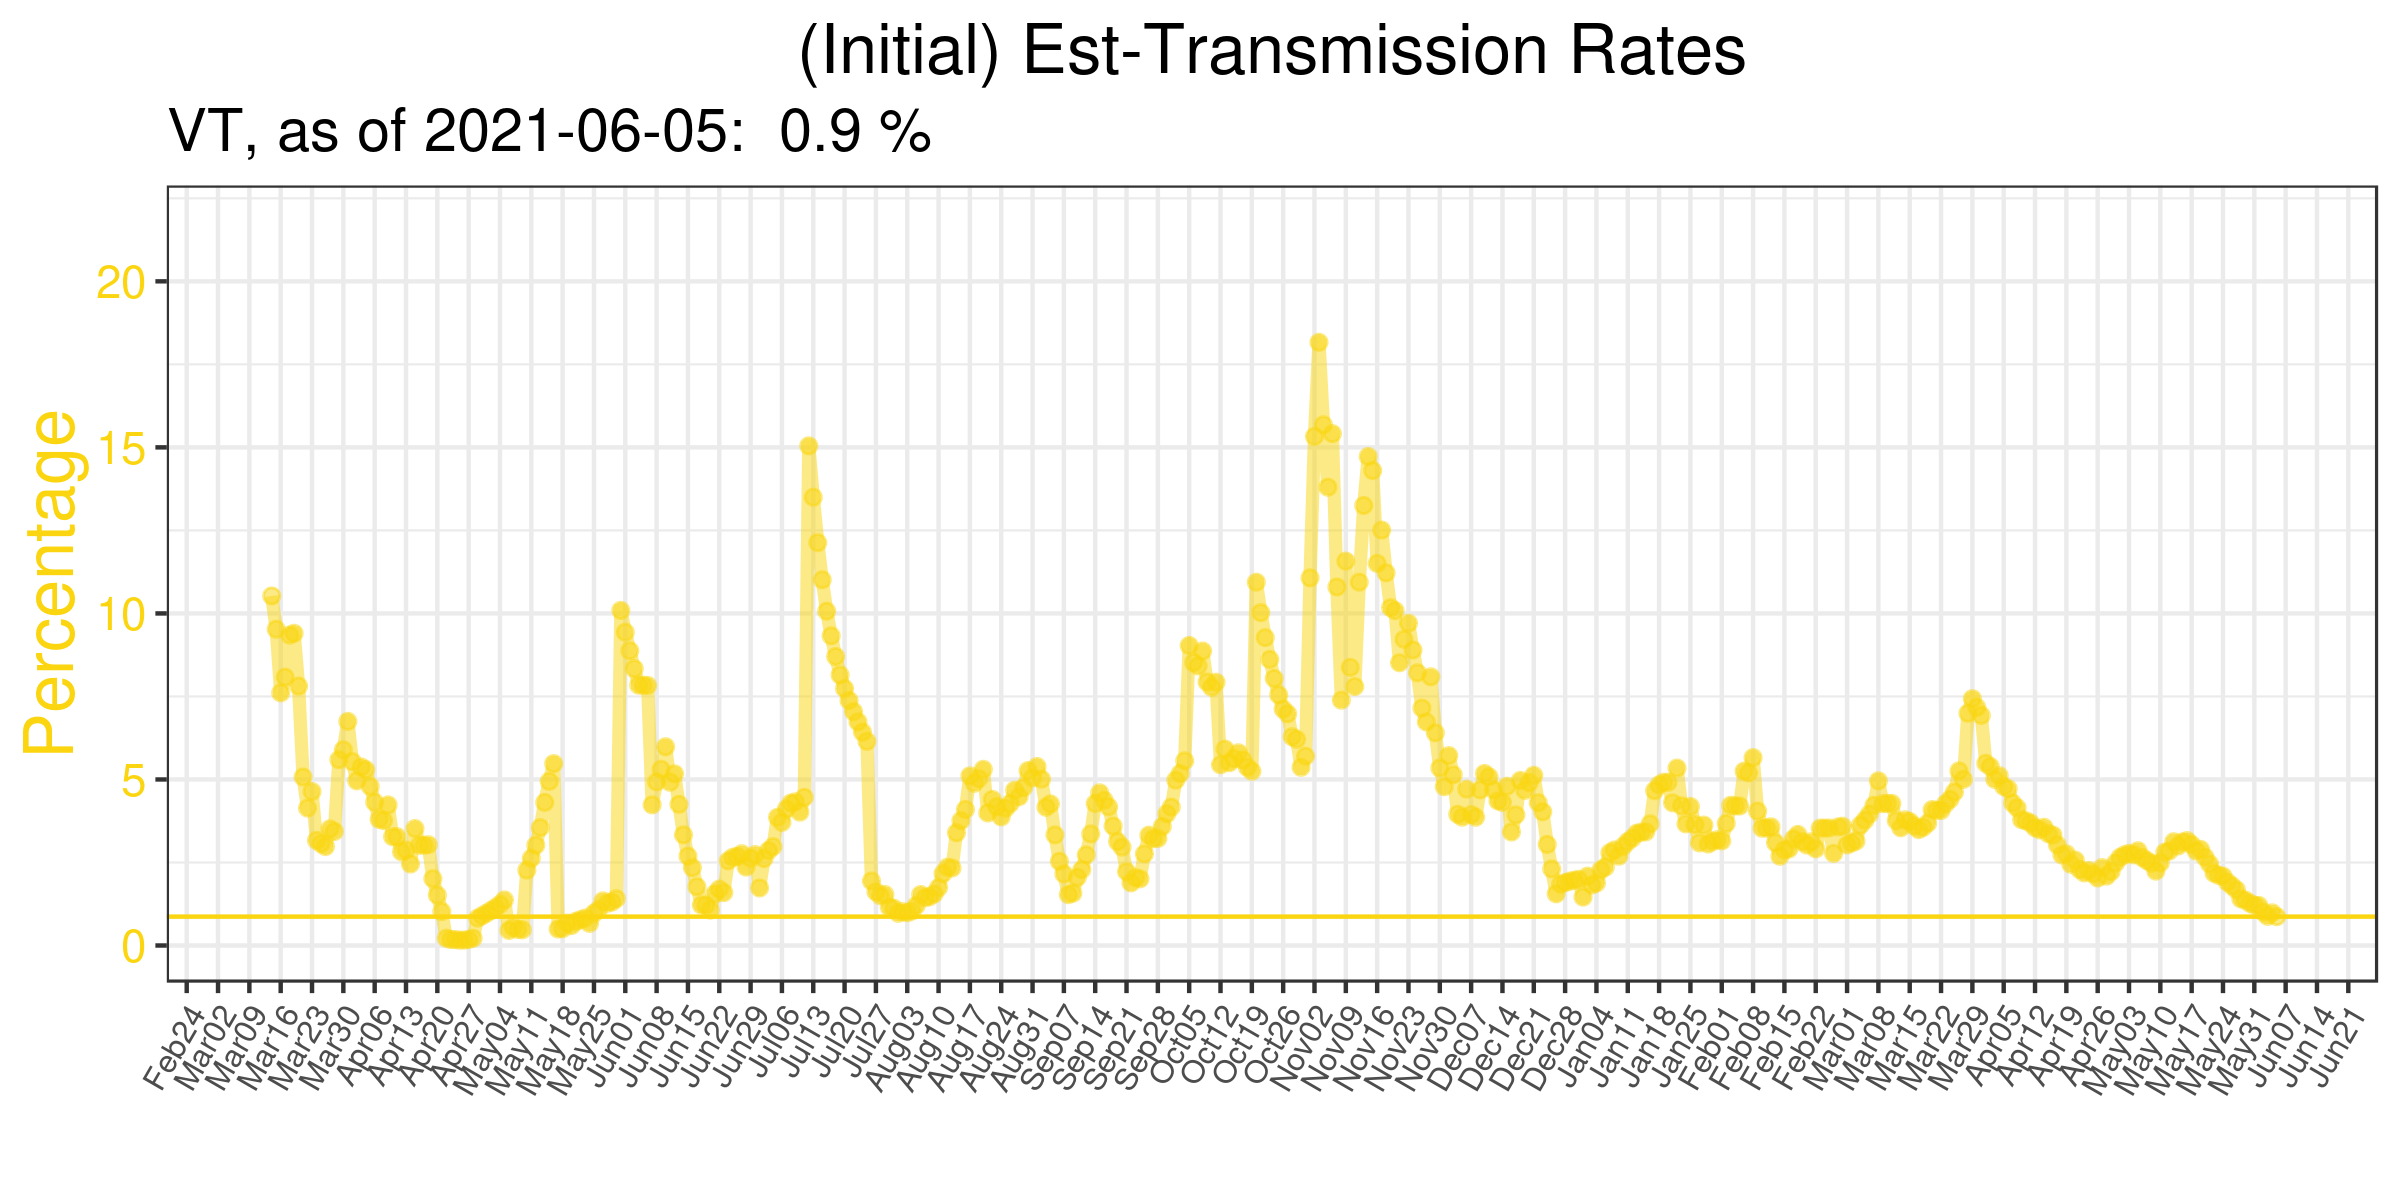 (Initial) Est-Transmission Rates
VT, as of 2021-06-05:  0.9 %
Percentage
20
15
10
5
0
Feb24
Mar02
Mar09
Mar16
Mar23
Mar30
Apr06
Apr13
Apr20
Apr27
May04
May11
May18
May25
Jun01
Jun08
Jun15
Jun22
Jun29
Jul06
Jul13
Jul20
Jul27
Aug03
Aug10
Aug17
Aug24
Aug31
Sep07
Sep14
Sep21
Sep28
Oct05
Oct12
Oct19
Oct26
Nov02
Nov09
Nov16
Nov23
Nov30
Dec07
Dec14
Dec21
Dec28
Jan04
Jan11
Jan18
Jan25
Feb01
Feb08
Feb15
Feb22
Mar01
Mar08
Mar15
Mar22
Mar29
Apr05
Apr12
Apr19
Apr26
May03
May10
May17
May24
May31
Jun07
Jun14
Jun21